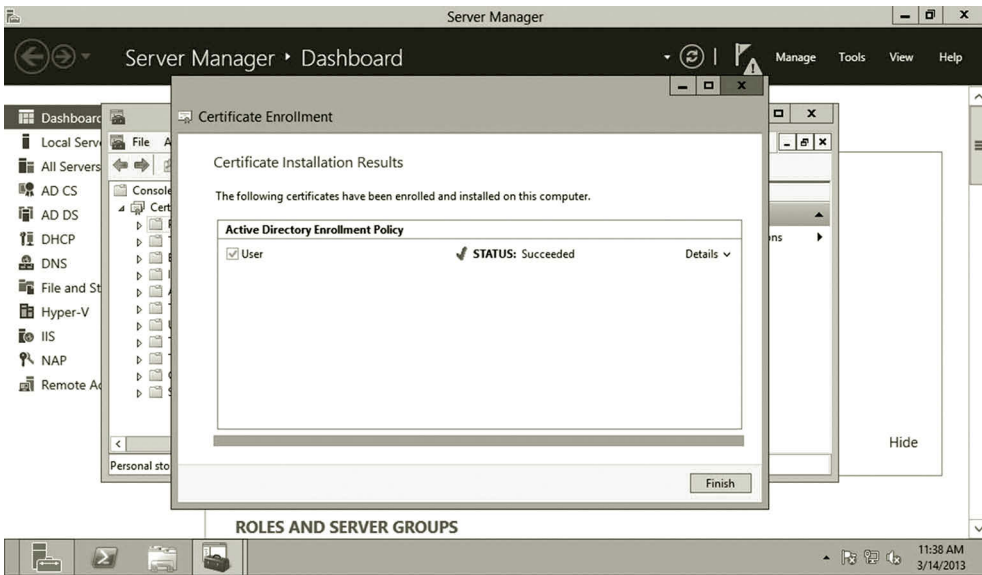 Server Manager
Server Manager ‣ Dashboard
Manage Tools View Help
Dashboard
Local Serv
All Servers
AD CS
AD DS
DHCP
DNS
File and St
Hyper-V
IIS
NAP
Remote Ac
File A
Console
Cert
Personal sto
Certificate Enrollment
Certificate Installation Results
The following certificates have been enrolled and installed on this computer.
Active Directory Enrollment Policy
User STATUS: Succeeded Details
Finish
ns
Hide
ROLES AND SERVER GROUPS
11:38 AM
3/14/2013